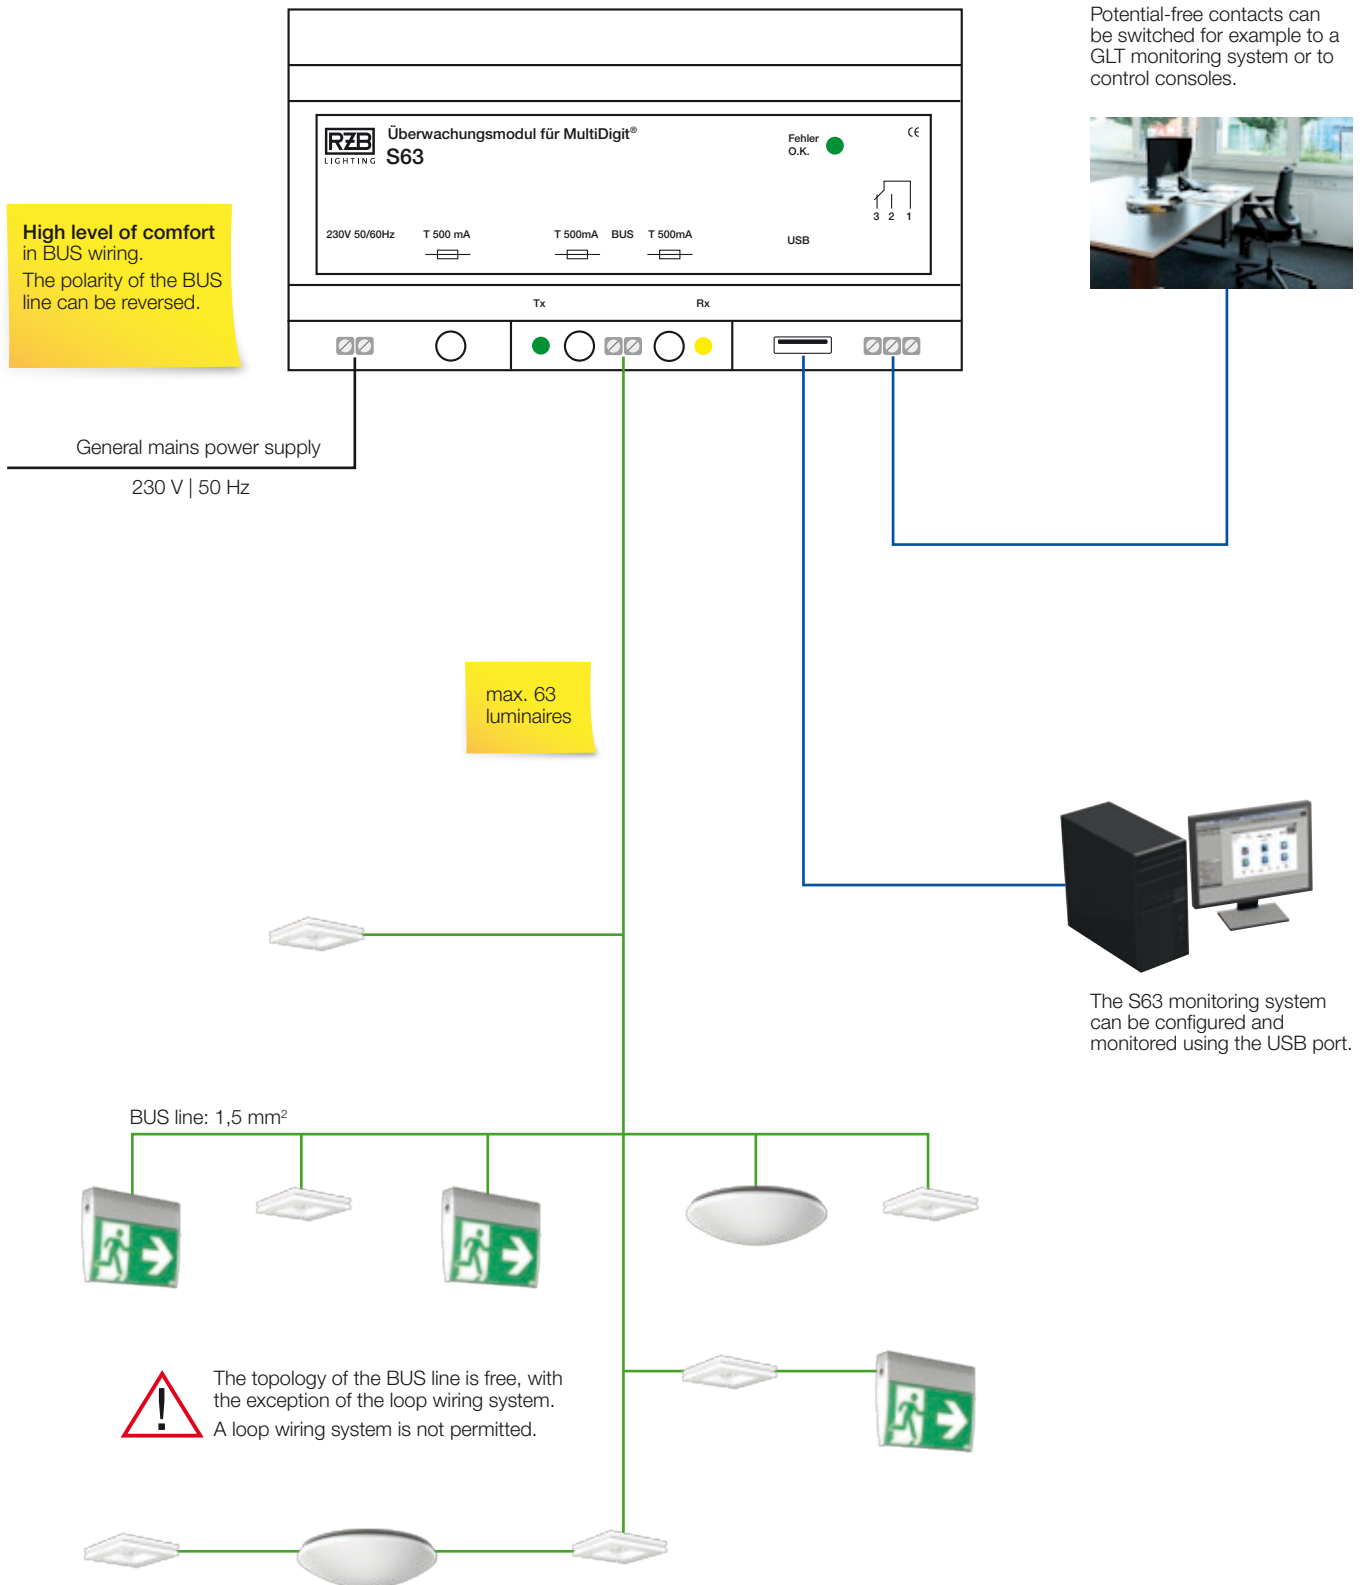 Potential-free contacts can
be switched for example to a
GLT monitoring system or to
control consoles.
RZB
LIGHTING
Überwachungsmodul für MultiDigit®
S63
Fehler
O.K.
CE
3 2 1
230V 50/60Hz
T 500 mA
T 500mA
BUS
T 500mA
USB
Tx
Rx
High level of comfort
in BUS wiring.
The polarity of the BUS
line can be reversed.
General mains power supply
230 V | 50 Hz
max. 63
luminaires
The S63 monitoring system
can be configured and
monitored using the USB port.
BUS line: 1,5 mm²
The topology of the BUS line is free, with
the exception of the loop wiring system.
A loop wiring system is not permitted.